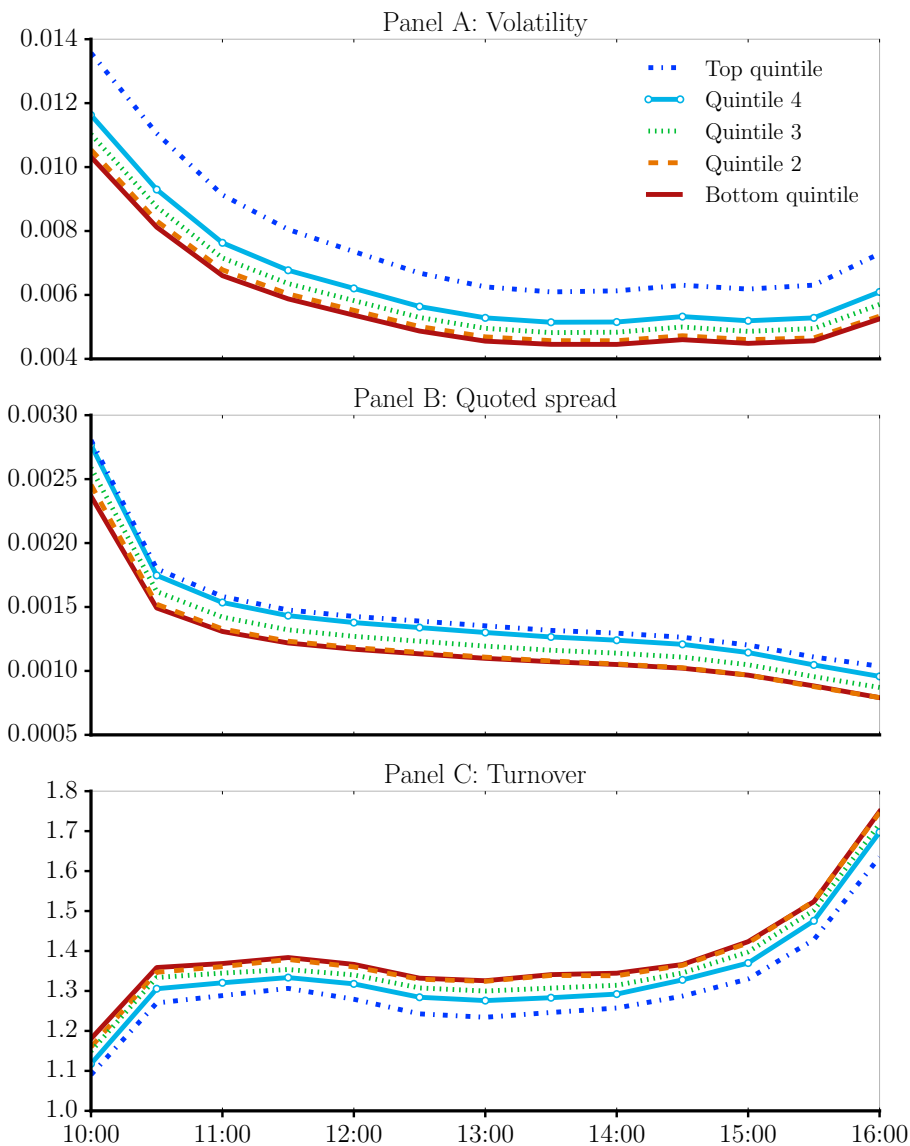 Panel A: Volatility
0.014
0.012
0.010
0.008
0.006
0.004
Top quintile
Quintile 4
Quintile 3
Quintile 2
Bottom quintile
Panel B: Quoted spread
0.0030
0.0025
0.0020
0.0015
0.0010
0.0005
Panel C: Turnover
1.8
1.7
1.6
1.5
1.4
1.3
1.2
1.1
1.0
10:00 11:00 12:00 13:00 14:00 15:00 16:00